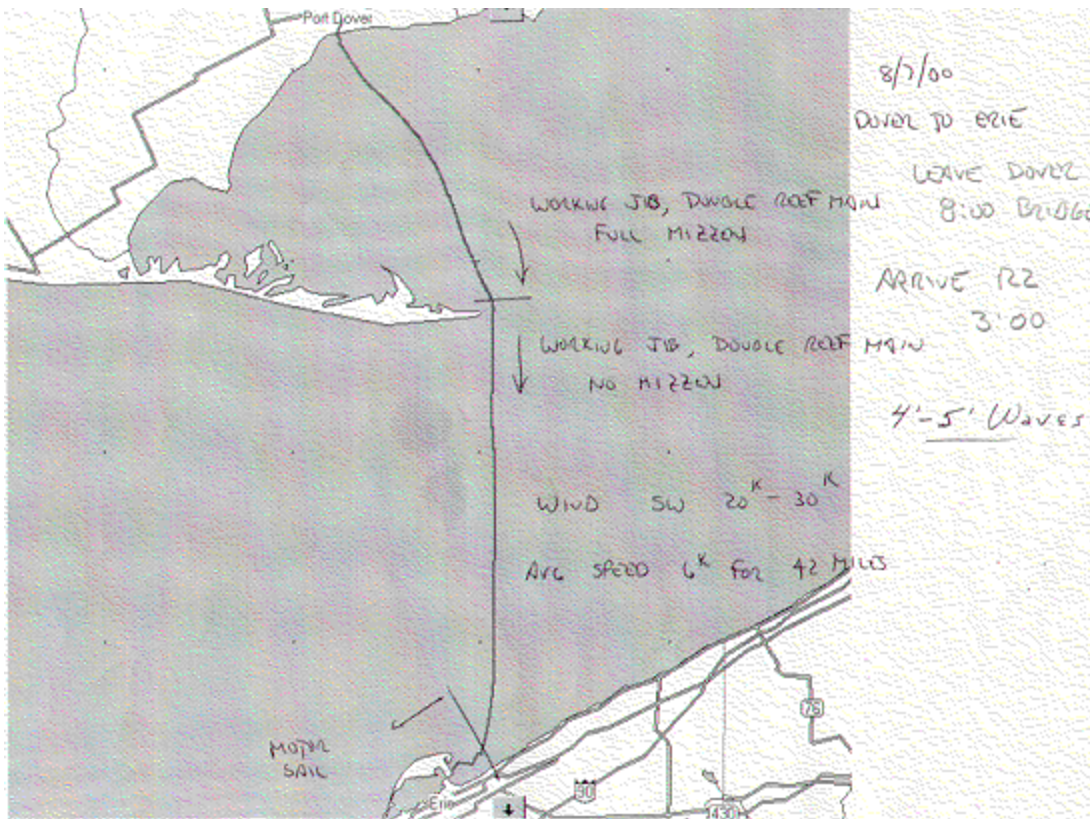 Port Dover
8/7/00
DOVER TO ERIE
LEAVE DOVER
8:00 BRIDGE
WORKING JIB, DOUBLE REEF MAIN
FULL MIZZEN
ARRIVE R2
3:00
WORKING JIB, DOUBLE REEF MAIN
NO MIZZEN
4'-5' WAVES
WIND SW 20K - 30K
AVG SPEED 6K FOR 42 MILES
MOTOR
SAIL
76
90
Erie
430